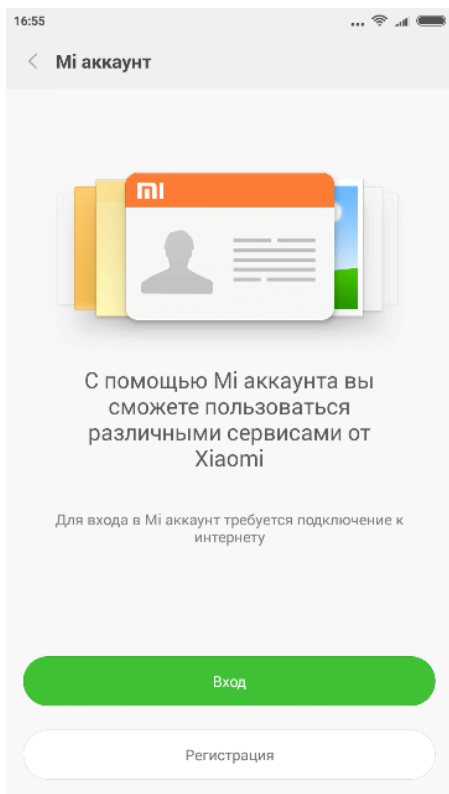 16:55
Mi аккаунт
mi
С помощью Mi аккаунта вы
сможете пользоваться
различными сервисами от
Xiaomi
Для входа в Mi аккаунт требуется подключение к
интернету
Вход
Регистрация